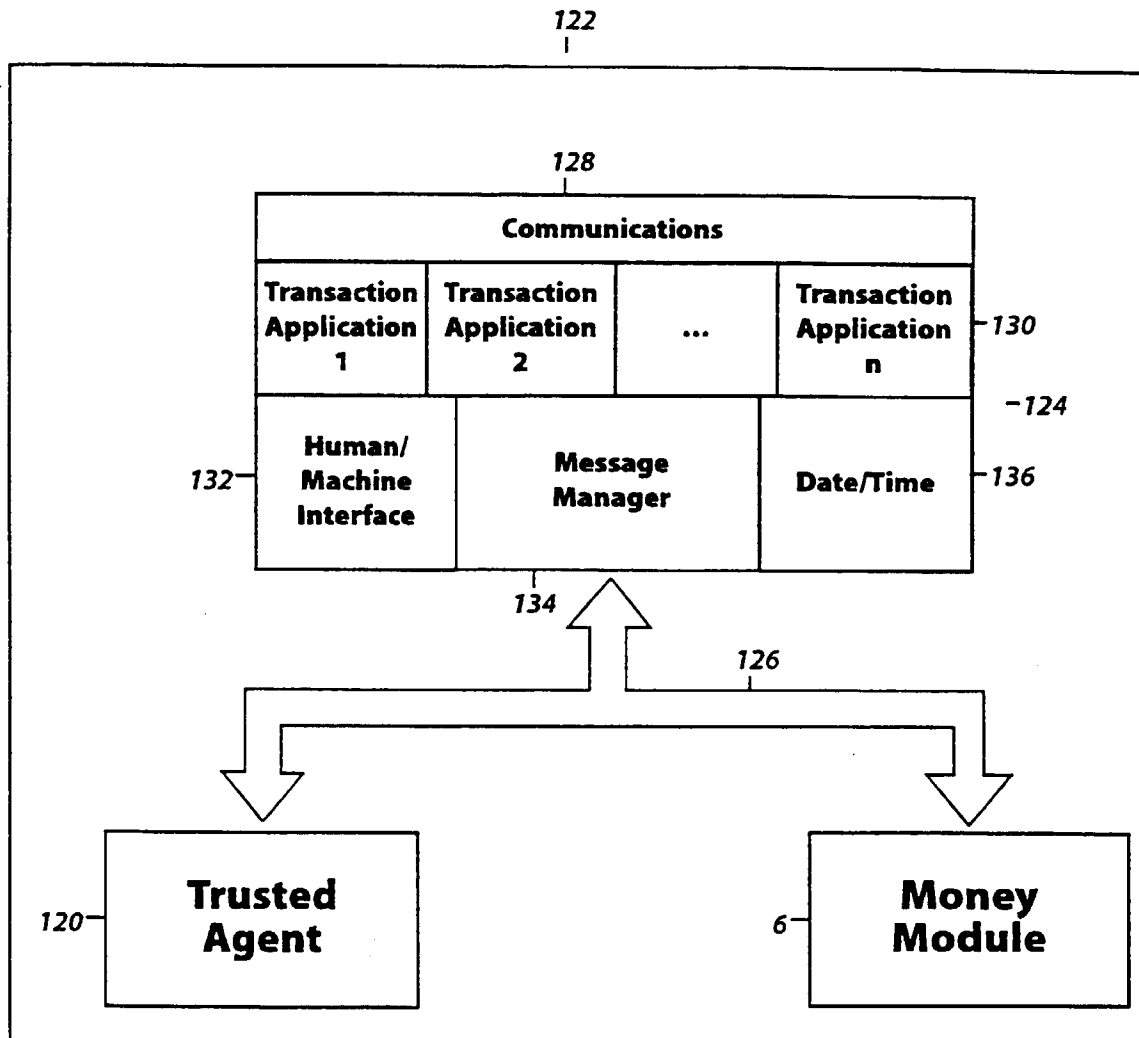 122
128
Communications
Transaction Application 1
Transaction Application 2
...
Transaction Application n
130
124
132
Human/ Machine Interface
Message Manager
Date/Time
136
134
126
120
Trusted Agent
6
Money Module